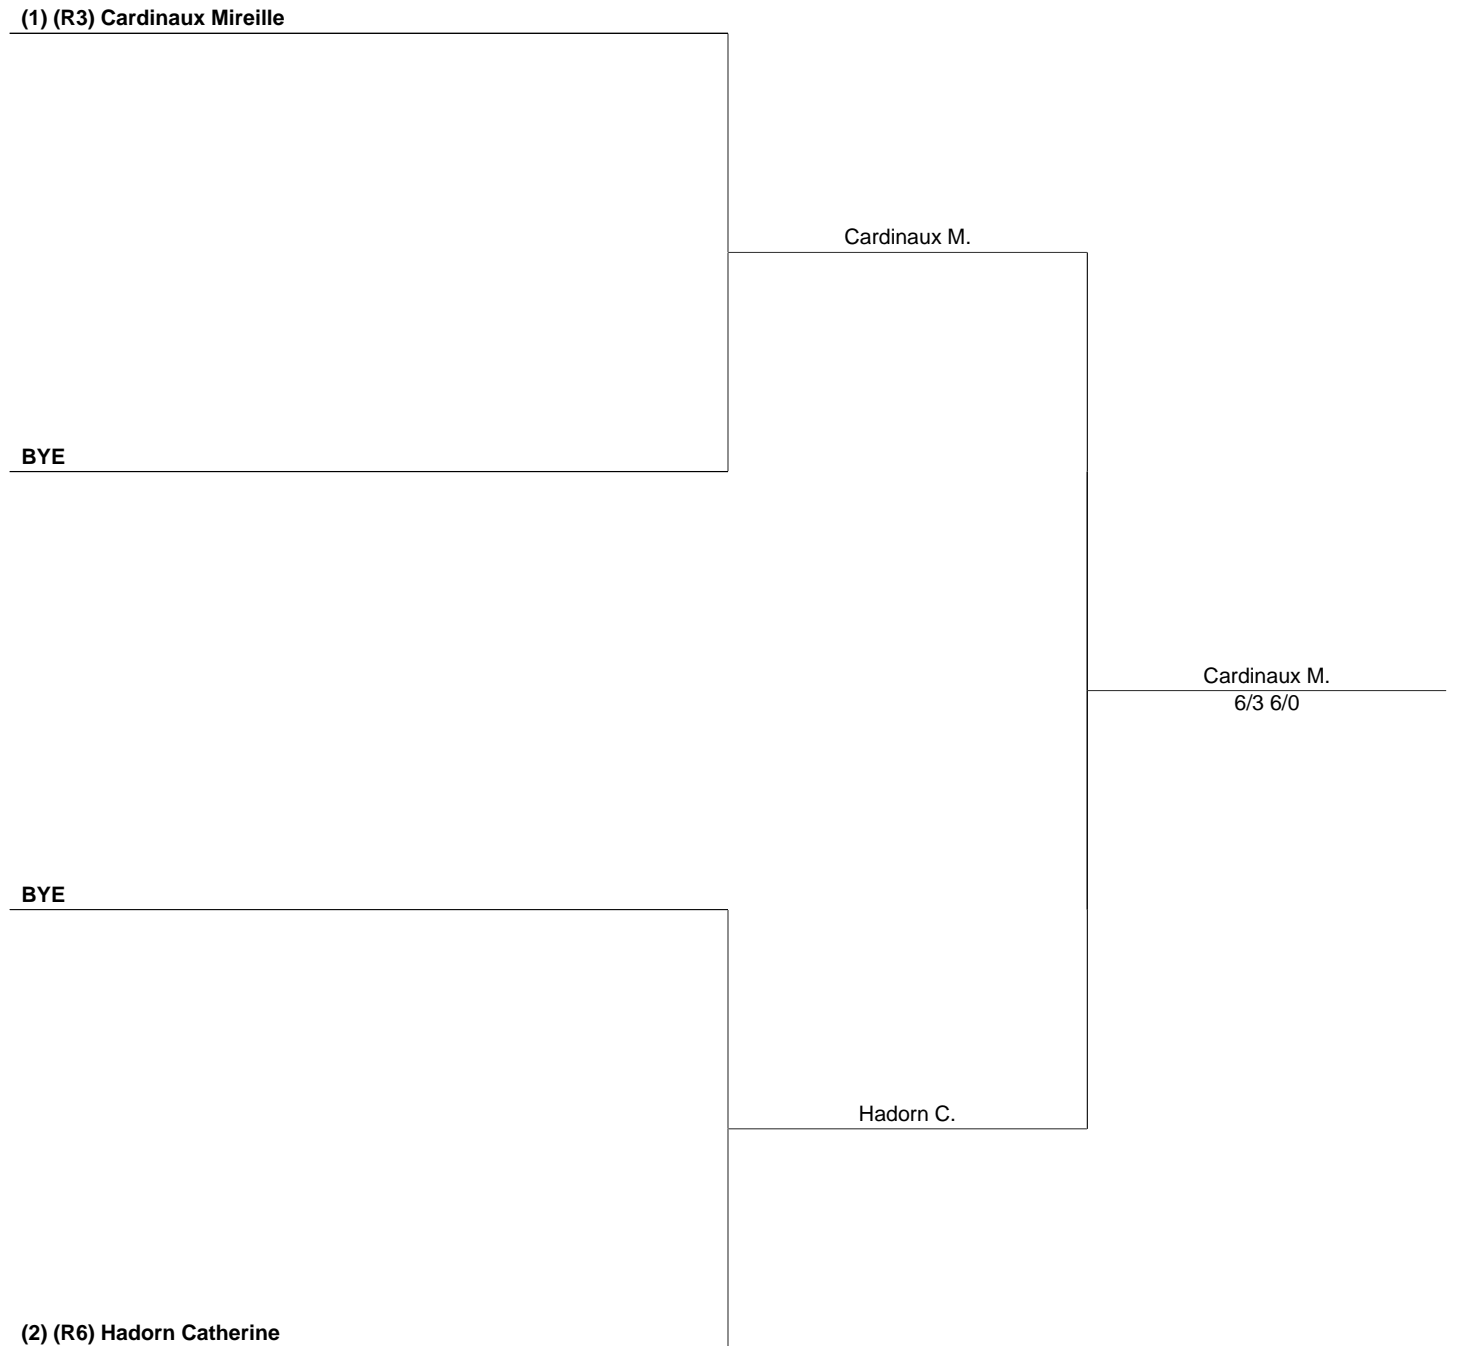 (1) (R3) Cardinaux Mireille
Cardinaux M.
BYE
Cardinaux M.
6/3 6/0
BYE
Hadorn C.
(2) (R6) Hadorn Catherine